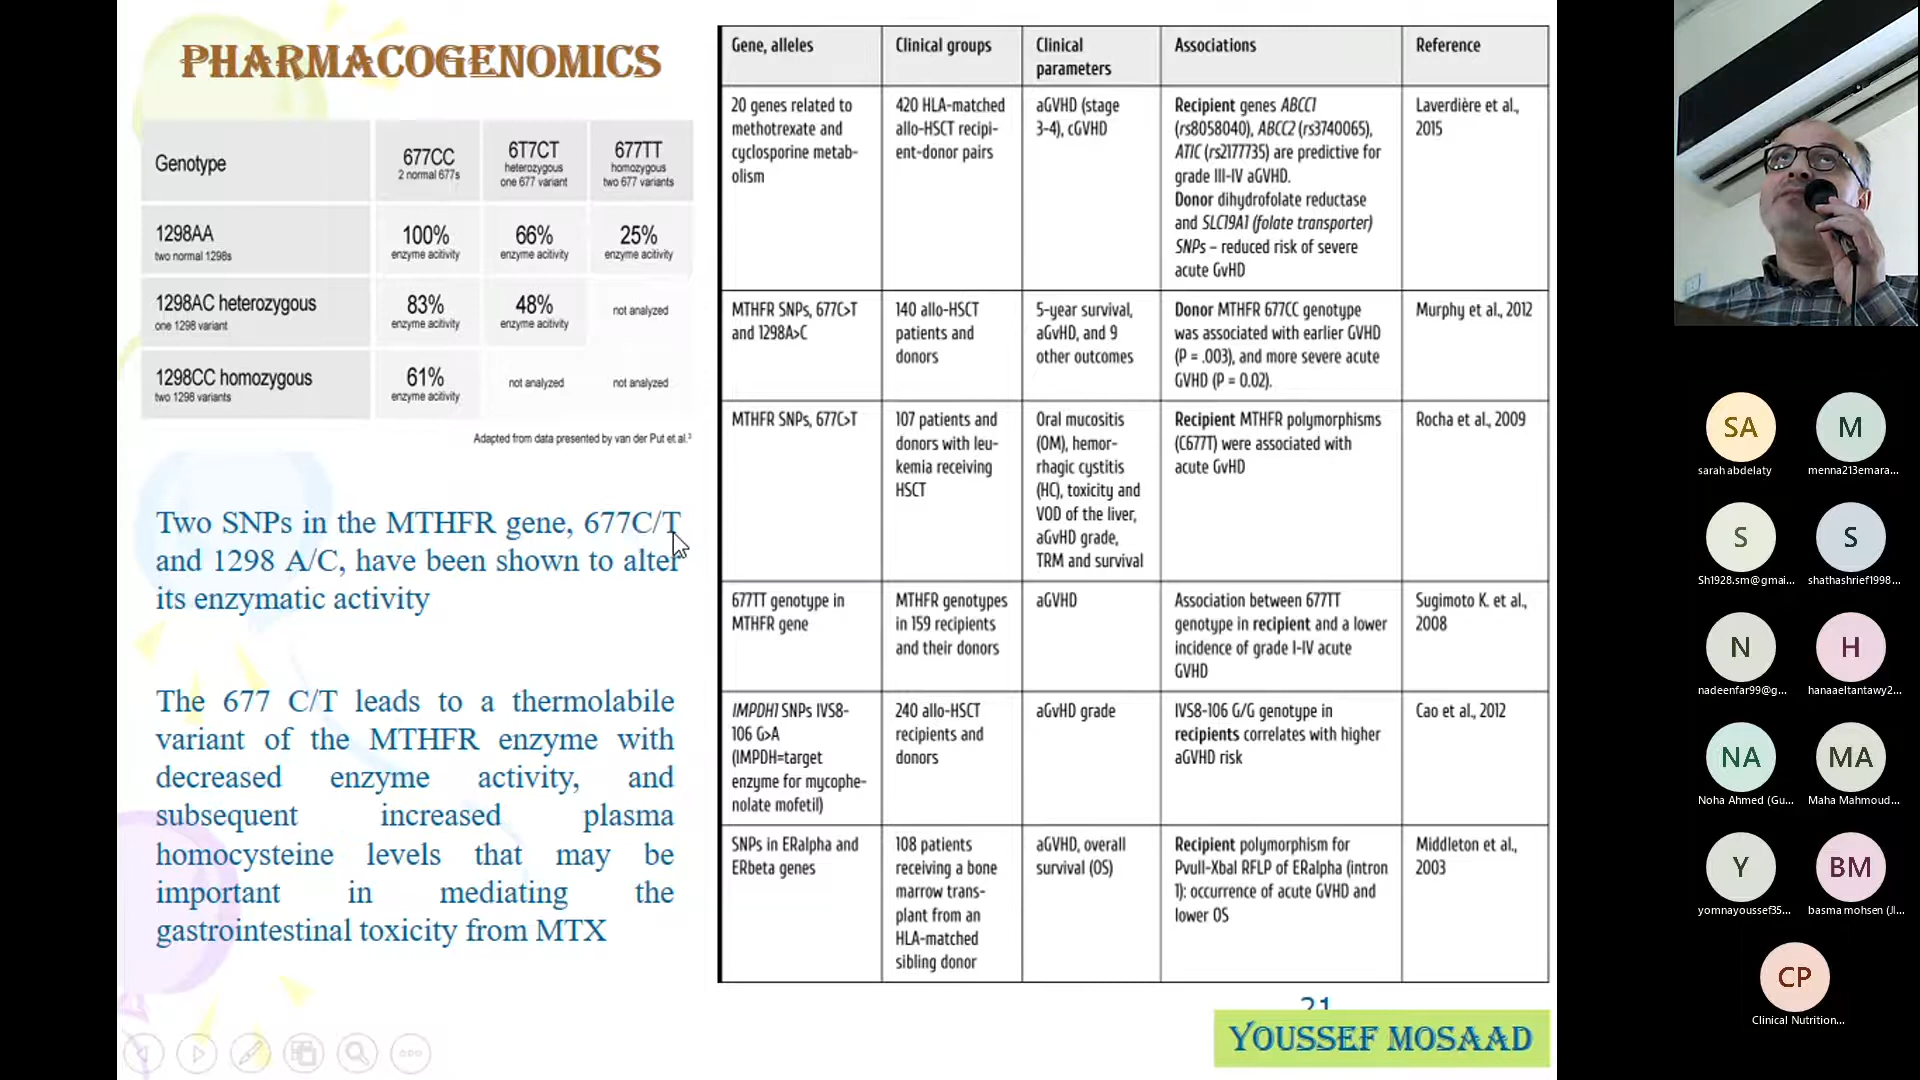 PHARMACOGENOMICS
Genotype
677CC
2 normal 677s
6T7CT
heterozygous
one 677 variant
677TT
homozygous
two 677 variants
1298AA
two normal 1298s
100%
enzyme acitivity
66%
enzyme acitivity
25%
enzyme acitivity
1298AC heterozygous
one 1298 variant
83%
enzyme acitivity
48%
enzyme acitivity
not analyzed
1298CC homozygous
two 1298 variants
61%
enzyme acitivity
not analyzed
not analyzed
Adapted from data presented by van der Put et al.³
Two SNPs in the MTHFR gene, 677C/T
and 1298 A/C, have been shown to alter
its enzymatic activity
The 677 C/T leads to a thermolabile
variant of the MTHFR enzyme with
decreased enzyme activity, and
subsequent increased plasma
homocysteine levels that may be
important in mediating the
gastrointestinal toxicity from MTX
Gene, alleles
Clinical groups
Clinical
parameters
Associations
Reference
20 genes related to
methotrexate and
cyclosporine metab-
olism
420 HLA-matched
allo-HSCT recipi-
ent-donor pairs
aGVHD (stage
3-4), cGVHD
Recipient genes ABCC1
(rs8058040), ABCC2 (rs3740065),
ATIC (rs2177735) are predictive for
grade III-IV aGVHD.
Donor dihydrofolate reductase
and SLC19A1 (folate transporter)
SNPs – reduced risk of severe
acute GvHD
Laverdière et al.,
2015
MTHFR SNPs, 677C>T
and 1298A>C
140 allo-HSCT
patients and
donors
5-year survival,
aGvHD, and 9
other outcomes
Donor MTHFR 677CC genotype
was associated with earlier GVHD
(P = .003), and more severe acute
GVHD (P = 0.02).
Murphy et al., 2012
MTHFR SNPs, 677C>T
107 patients and
donors with leu-
kemia receiving
HSCT
Oral mucositis
(OM), hemor-
rhagic cystitis
(HC), toxicity and
VOD of the liver,
aGvHD grade,
TRM and survival
Recipient MTHFR polymorphisms
(C677T) were associated with
acute GvHD
Rocha et al., 2009
677TT genotype in
MTHFR gene
MTHFR genotypes
in 159 recipients
and their donors
aGVHD
Association between 677TT
genotype in recipient and a lower
incidence of grade I-IV acute
GVHD
Sugimoto K. et al.,
2008
IMPDH1 SNPs IVS8-
106 G>A
(IMPDH=target
enzyme for mycophe-
nolate mofetil)
240 allo-HSCT
recipients and
donors
aGvHD grade
IVS8-106 G/G genotype in
recipients correlates with higher
aGVHD risk
Cao et al., 2012
SNPs in ERalpha and
ERbeta genes
108 patients
receiving a bone
marrow trans-
plant from an
HLA-matched
sibling donor
aGVHD, overall
survival (OS)
Recipient polymorphism for
PvuII-XbaI RFLP of ERalpha (intron
1): occurrence of acute GVHD and
lower OS
Middleton et al.,
2003
21
YOUSSEF MOSAAD
SA
sarah abdelaty
M
menna213emara...
S
Sh1928.sm@gmai...
S
shathashrief1998...
N
nadeenfar99@g...
H
hanaaeltantawy2...
NA
Noha Ahmed (Gu...
MA
Maha Mahmoud...
Y
yomnayoussef35...
BM
basma mohsen (الـ...
CP
Clinical Nutrition...